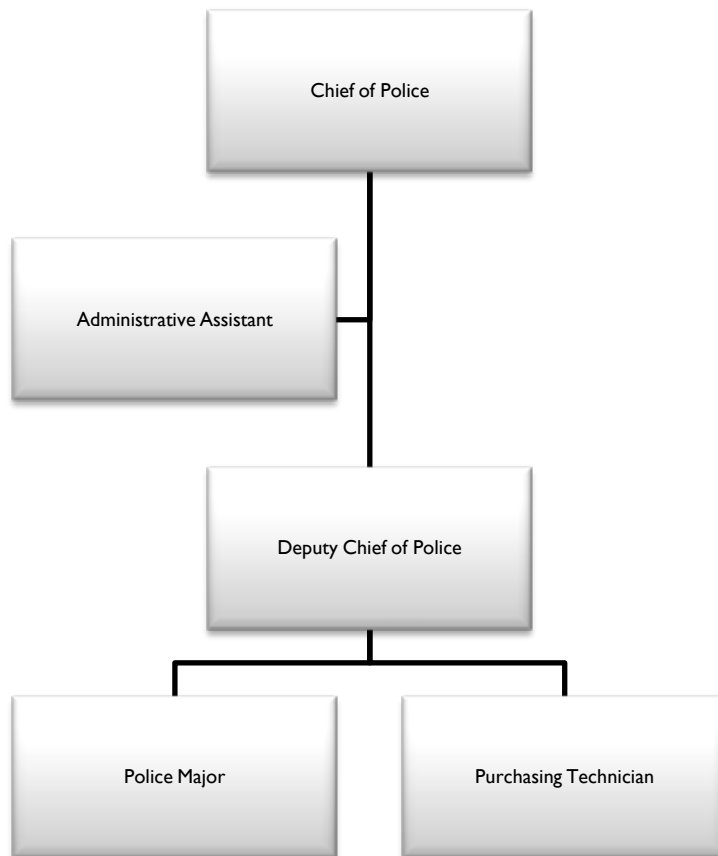 Chief of Police
Administrative Assistant
Deputy Chief of Police
Police Major
Purchasing Technician